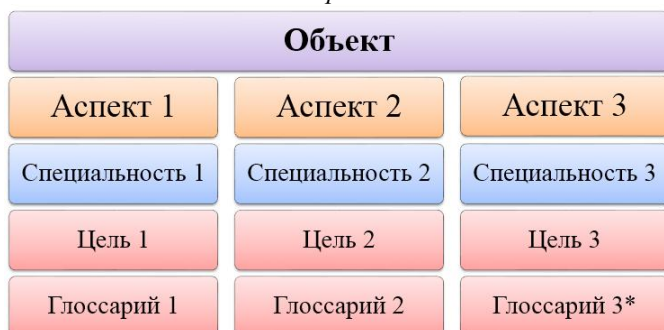 Объект
Аспект 1 Аспект 2 Аспект 3
Специальность 1 Специальность 2 Специальность 3
Цель 1 Цель 2 Цель 3
Глоссарий 1 Глоссарий 2 Глоссарий 3*